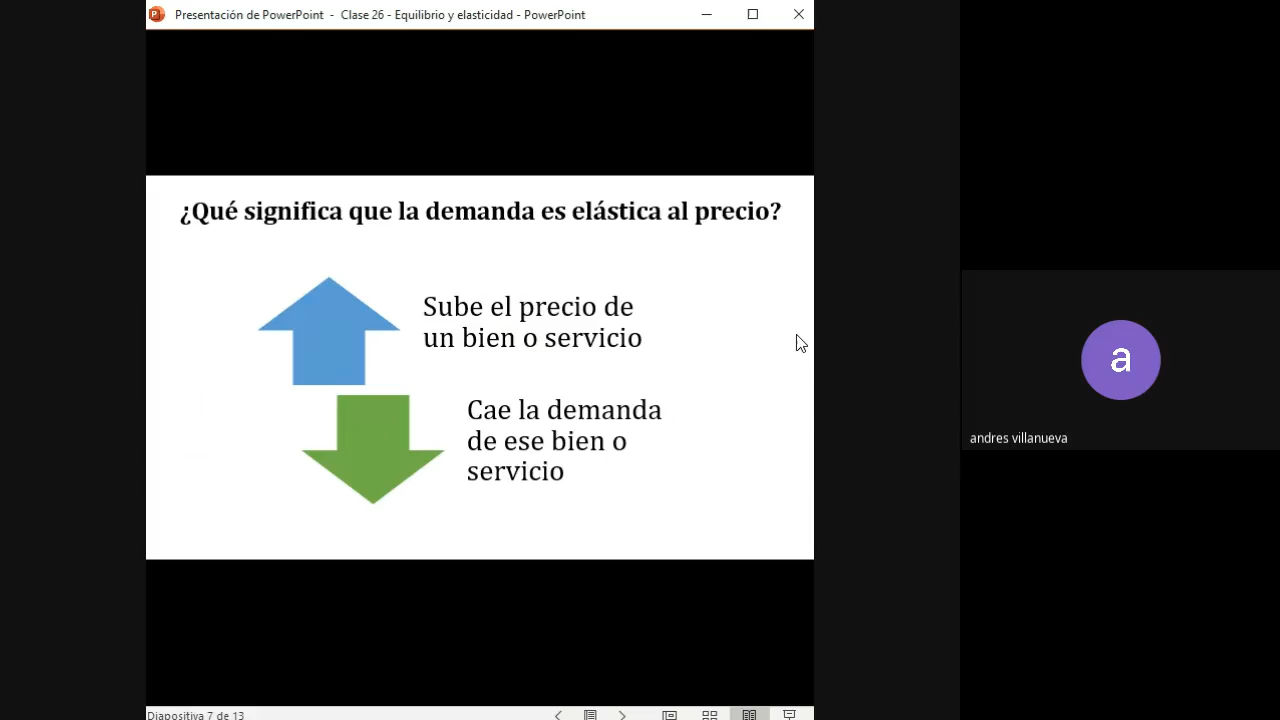 Presentación de PowerPoint - Clase 26 - Equilibrio y elasticidad - PowerPoint
¿Qué significa que la demanda es elástica al precio?
Sube el precio de
un bien o servicio
Cae la demanda
de ese bien o
servicio
a
andres villanueva
Diapositiva 7 de 13